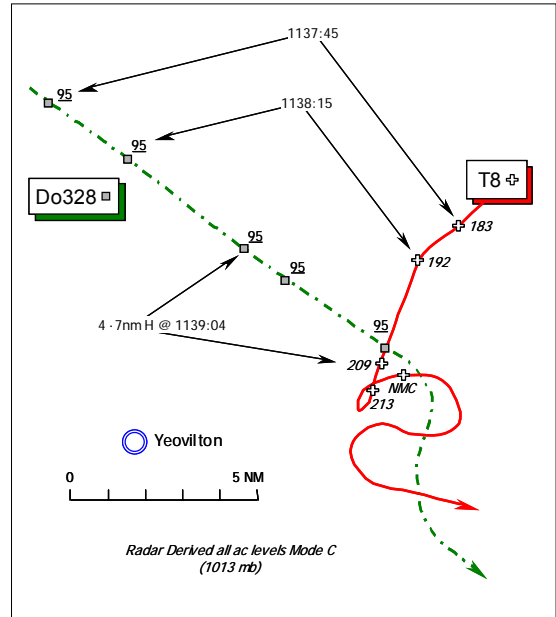 1137:45
95
1138:15
95
T8
Do328
183
192
95
95
4·7nm H @ 1139:04
95
209
NMC
213
Yeovilton
0 5 NM
Radar Derived all ac levels Mode C
(1013 mb)